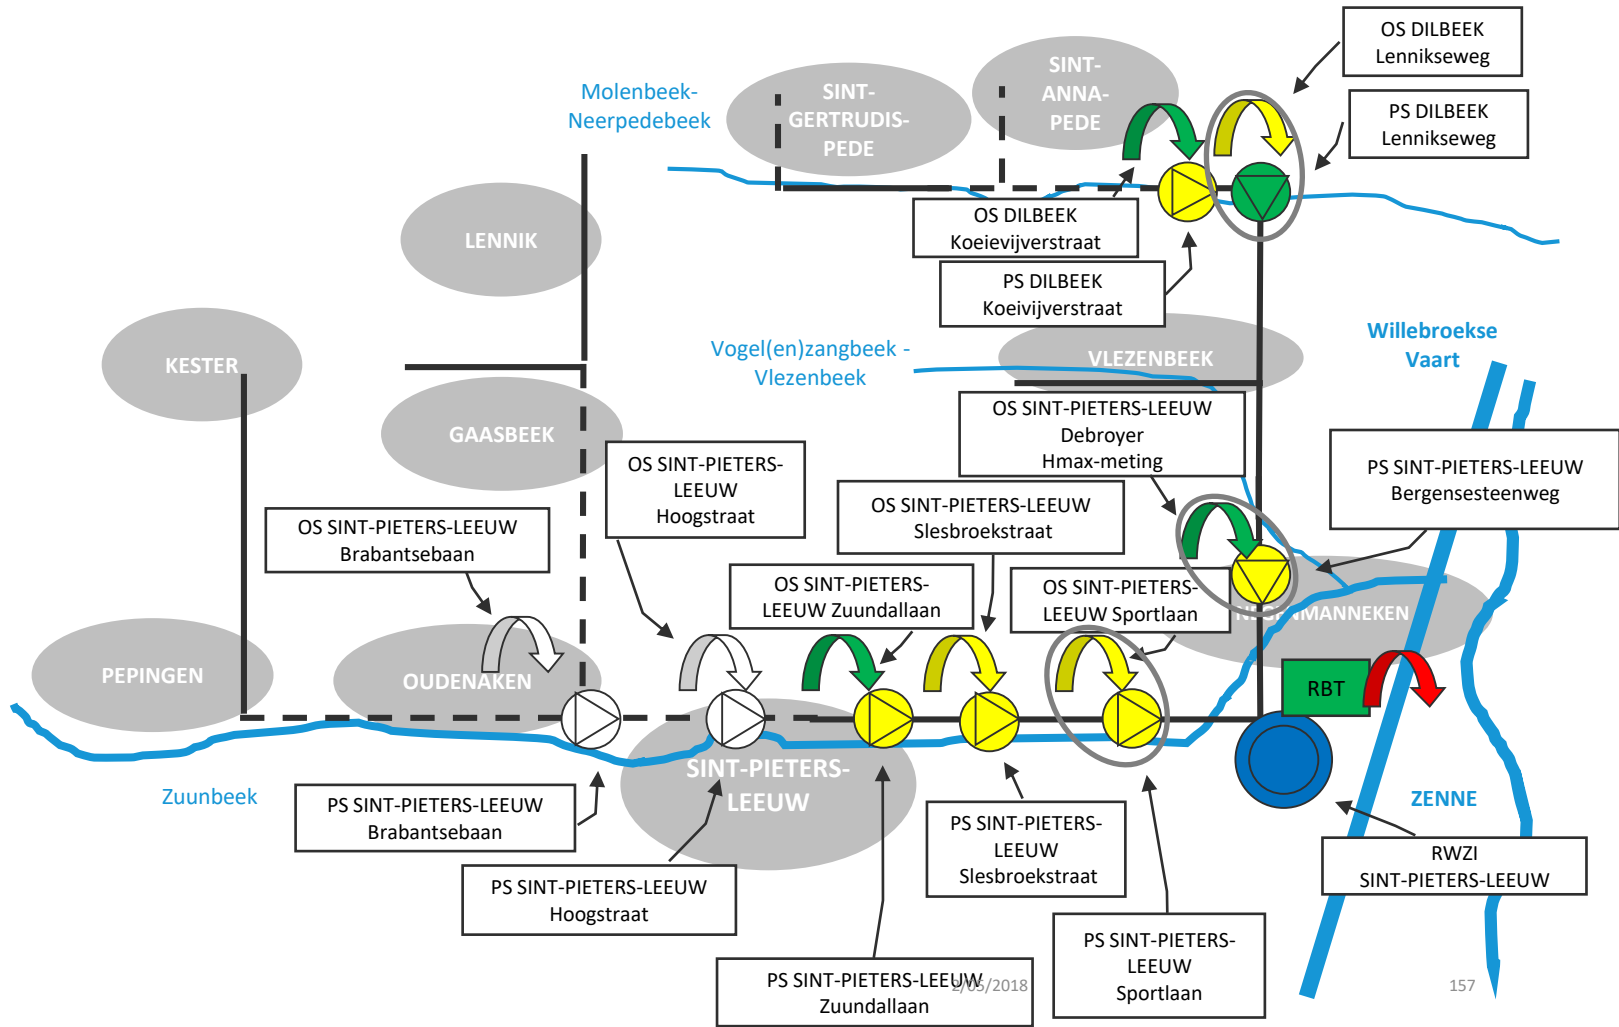 OS DILBEEK
Lennikseweg
PS DILBEEK
Lennikseweg
Molenbeek-
Neerpedebeek
SINT-
GERTRUDIS-
PEDE
SINT-
ANNA-
PEDE
OS DILBEEK
Koeievijverstraat
PS DILBEEK
Koeivijverstraat
LENNIK
KESTER
Vogel(en)zangbeek -
Vlezenbeek
VLEZENBEEK
Willebroekse
Vaart
GAASBEEK
OS SINT-PIETERS-LEEUW
Debroyer
Hmax-meting
PS SINT-PIETERS-LEEUW
Bergensesteenweg
OS SINT-PIETERS-
LEEUW
Hoogstraat
OS SINT-PIETERS-LEEUW
Slesbroekstraat
OS SINT-PIETERS-LEEUW
Brabantsebaan
OS SINT-PIETERS-
LEEUW Zuundallaan
OS SINT-PIETERS-
LEEUW Sportlaan
NEGENMANNEKEN
PEPINGEN
OUDENAKEN
RBT
SINT-PIETERS-
LEEUW
Zuunbeek
ZENNE
PS SINT-PIETERS-LEEUW
Brabantsebaan
PS SINT-PIETERS-LEEUW
Hoogstraat
PS SINT-PIETERS-
LEEUW
Slesbroekstraat
RWZI
SINT-PIETERS-LEEUW
PS SINT-PIETERS-LEEUW
Zuundallaan
PS SINT-PIETERS-
LEEUW
Sportlaan
2/05/2018
157